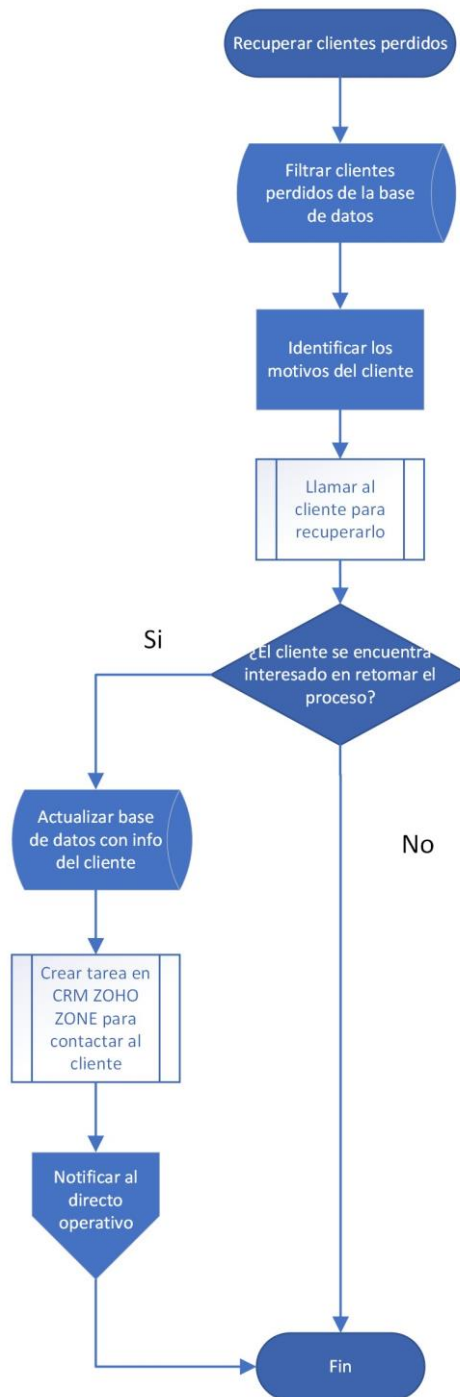 Recuperar clientes perdidos
Filtrar clientes
perdidos de la base
de datos
Identificar los
motivos del cliente
Llamar al
cliente para
recuperarlo
¿El cliente se encuentra
interesado en retomar el
proceso?
Si
No
Actualizar base
de datos con info
del cliente
Crear tarea en
CRM ZOHO
ZONE para
contactar al
cliente
Notificar al
directo
operativo
Fin